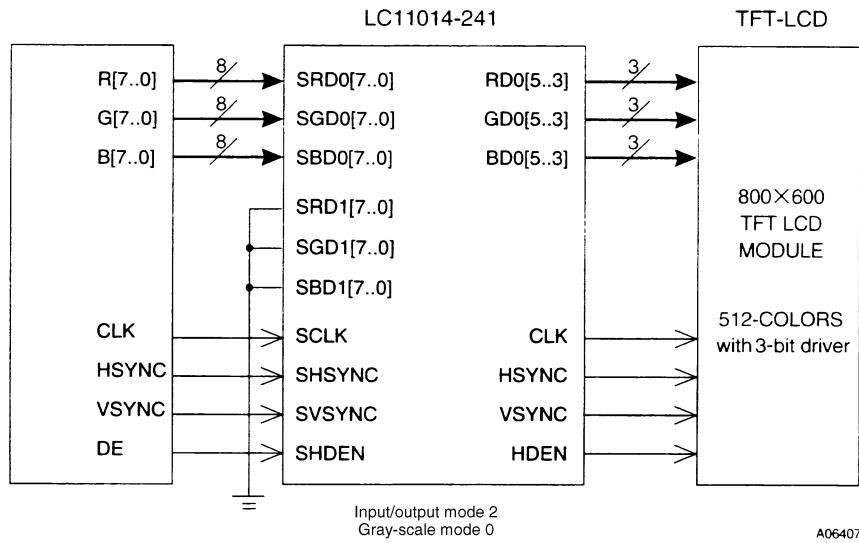 LC11014-241
TFT-LCD
R[7..0]
8
SRD0[7..0]
RD0[5..3]
3
G[7..0]
8
SGD0[7..0]
GD0[5..3]
3
B[7..0]
8
SBD0[7..0]
BD0[5..3]
3
SRD1[7..0]
SGD1[7..0]
SBD1[7..0]
800×600
TFT LCD
MODULE
512-COLORS
with 3-bit driver
CLK
SCLK
CLK
HSYNC
SHSYNC
HSYNC
VSYNC
SVSYNC
VSYNC
DE
SHDEN
HDEN
Input/output mode 2
Gray-scale mode 0
A06407